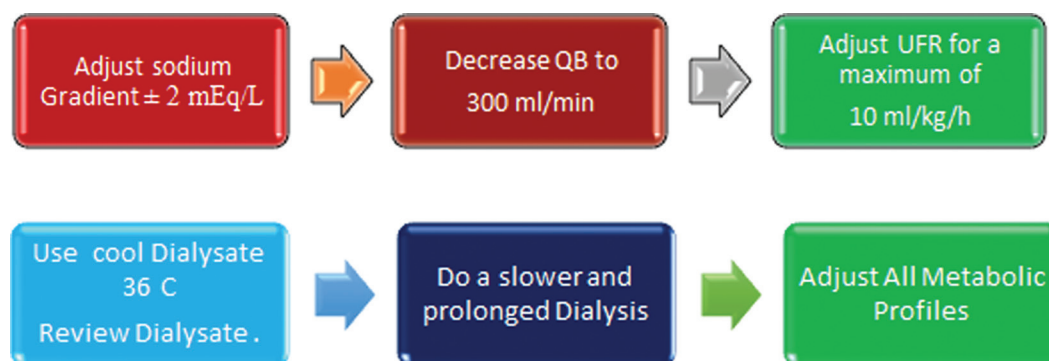 Adjust sodium
Gradient ± 2 mEq/L
Decrease QB to
300 ml/min
Adjust UFR for a
maximum of
10 ml/kg/h
Use cool Dialysate
36 C
Review Dialysate .
Do a slower and
prolonged Dialysis
Adjust All Metabolic
Profiles